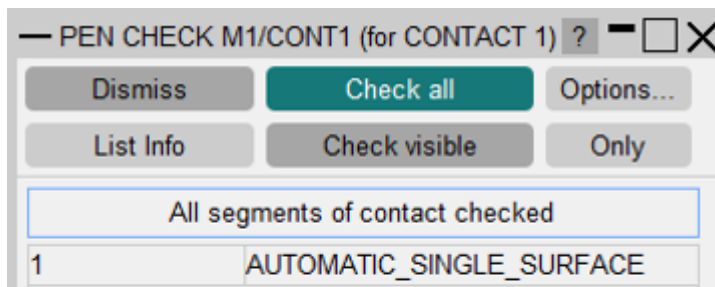 PEN CHECK M1/CONT1 (for CONTACT 1) ?
Dismiss Check all Options...
List Info Check visible Only
All segments of contact checked
1 AUTOMATIC_SINGLE_SURFACE